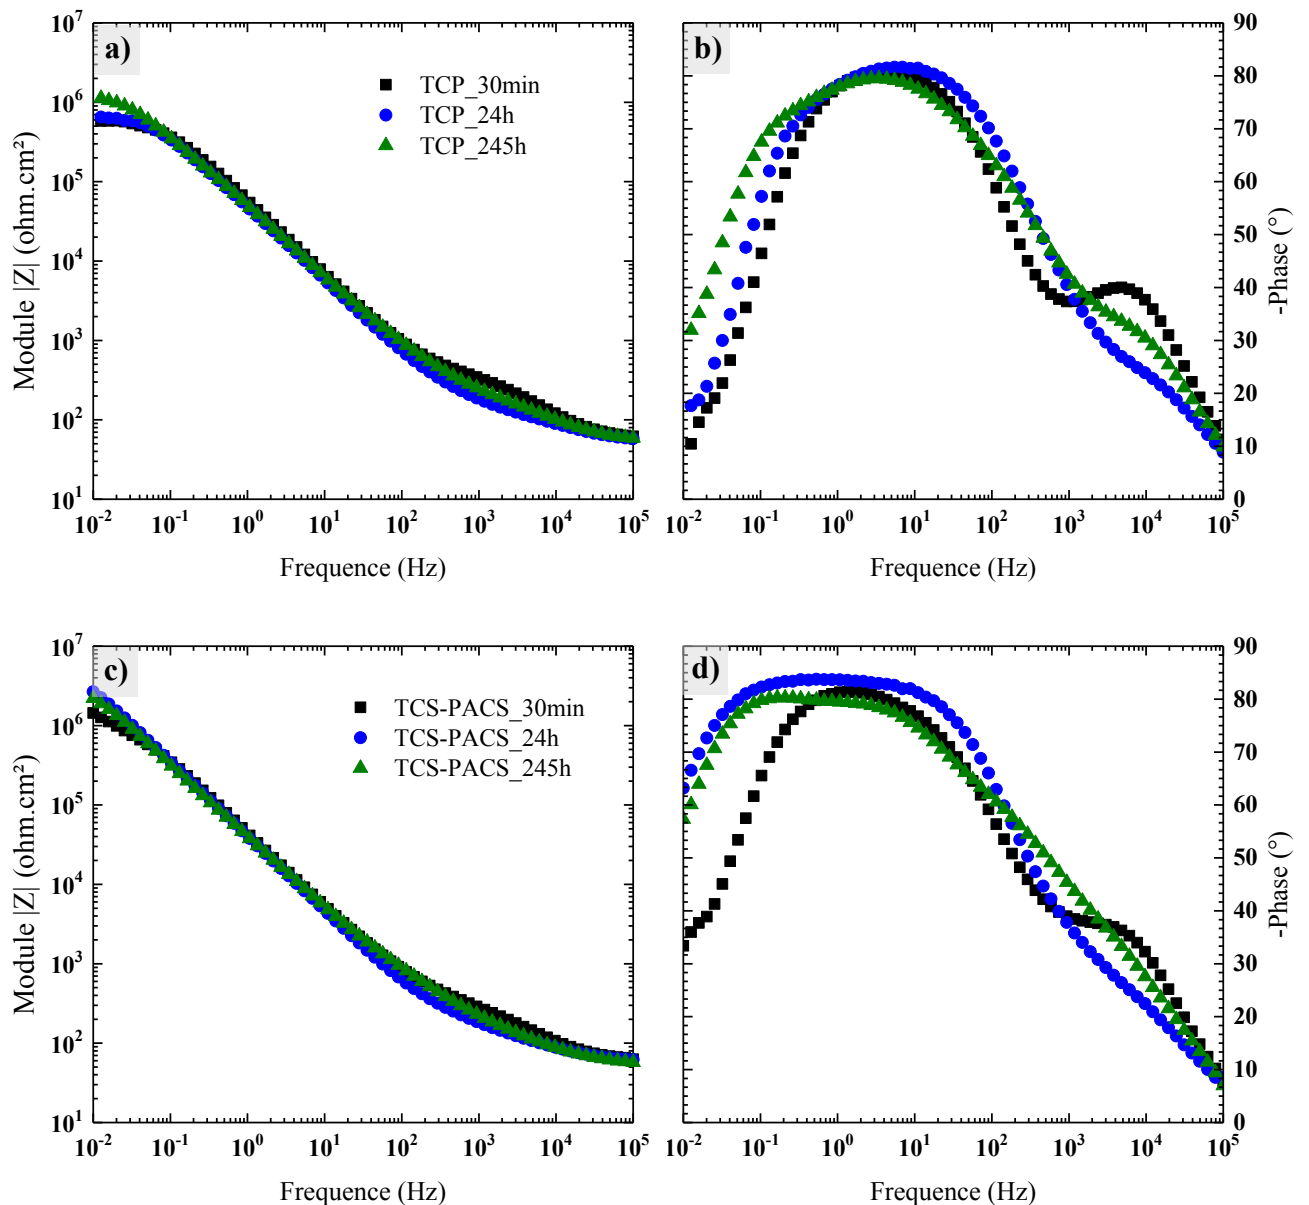 a)
Module |Z| (ohm.cm²)
10⁷
10⁶
10⁵
10⁴
10³
10²
10¹
TCP_30min
TCP_24h
TCP_245h
10⁻² 10⁻¹ 10⁰ 10¹ 10² 10³ 10⁴ 10⁵
Frequence (Hz)
b)
90
80
70
60
50
40
30
20
10
0
-Phase (°)
10⁻² 10⁻¹ 10⁰ 10¹ 10² 10³ 10⁴ 10⁵
Frequence (Hz)
c)
Module |Z| (ohm.cm²)
10⁷
10⁶
10⁵
10⁴
10³
10²
10¹
TCS-PACS_30min
TCS-PACS_24h
TCS-PACS_245h
10⁻² 10⁻¹ 10⁰ 10¹ 10² 10³ 10⁴ 10⁵
Frequence (Hz)
d)
90
80
70
60
50
40
30
20
10
0
-Phase (°)
10⁻² 10⁻¹ 10⁰ 10¹ 10² 10³ 10⁴ 10⁵
Frequence (Hz)